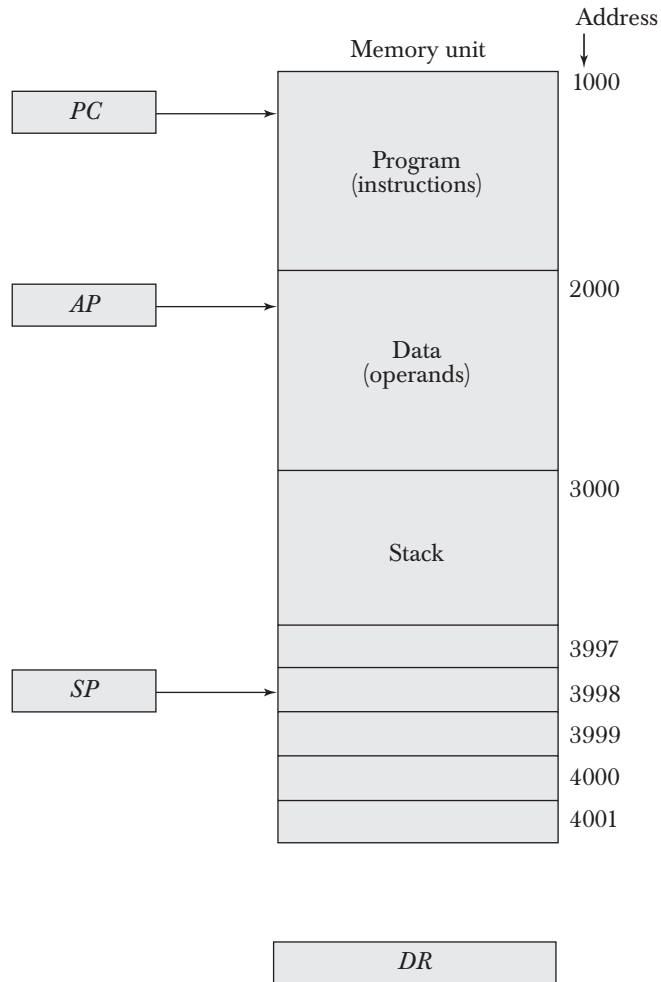 Address
Memory unit
1000
PC
Program
(instructions)
2000
AP
Data
(operands)
3000
Stack
3997
SP
3998
3999
4000
4001
DR